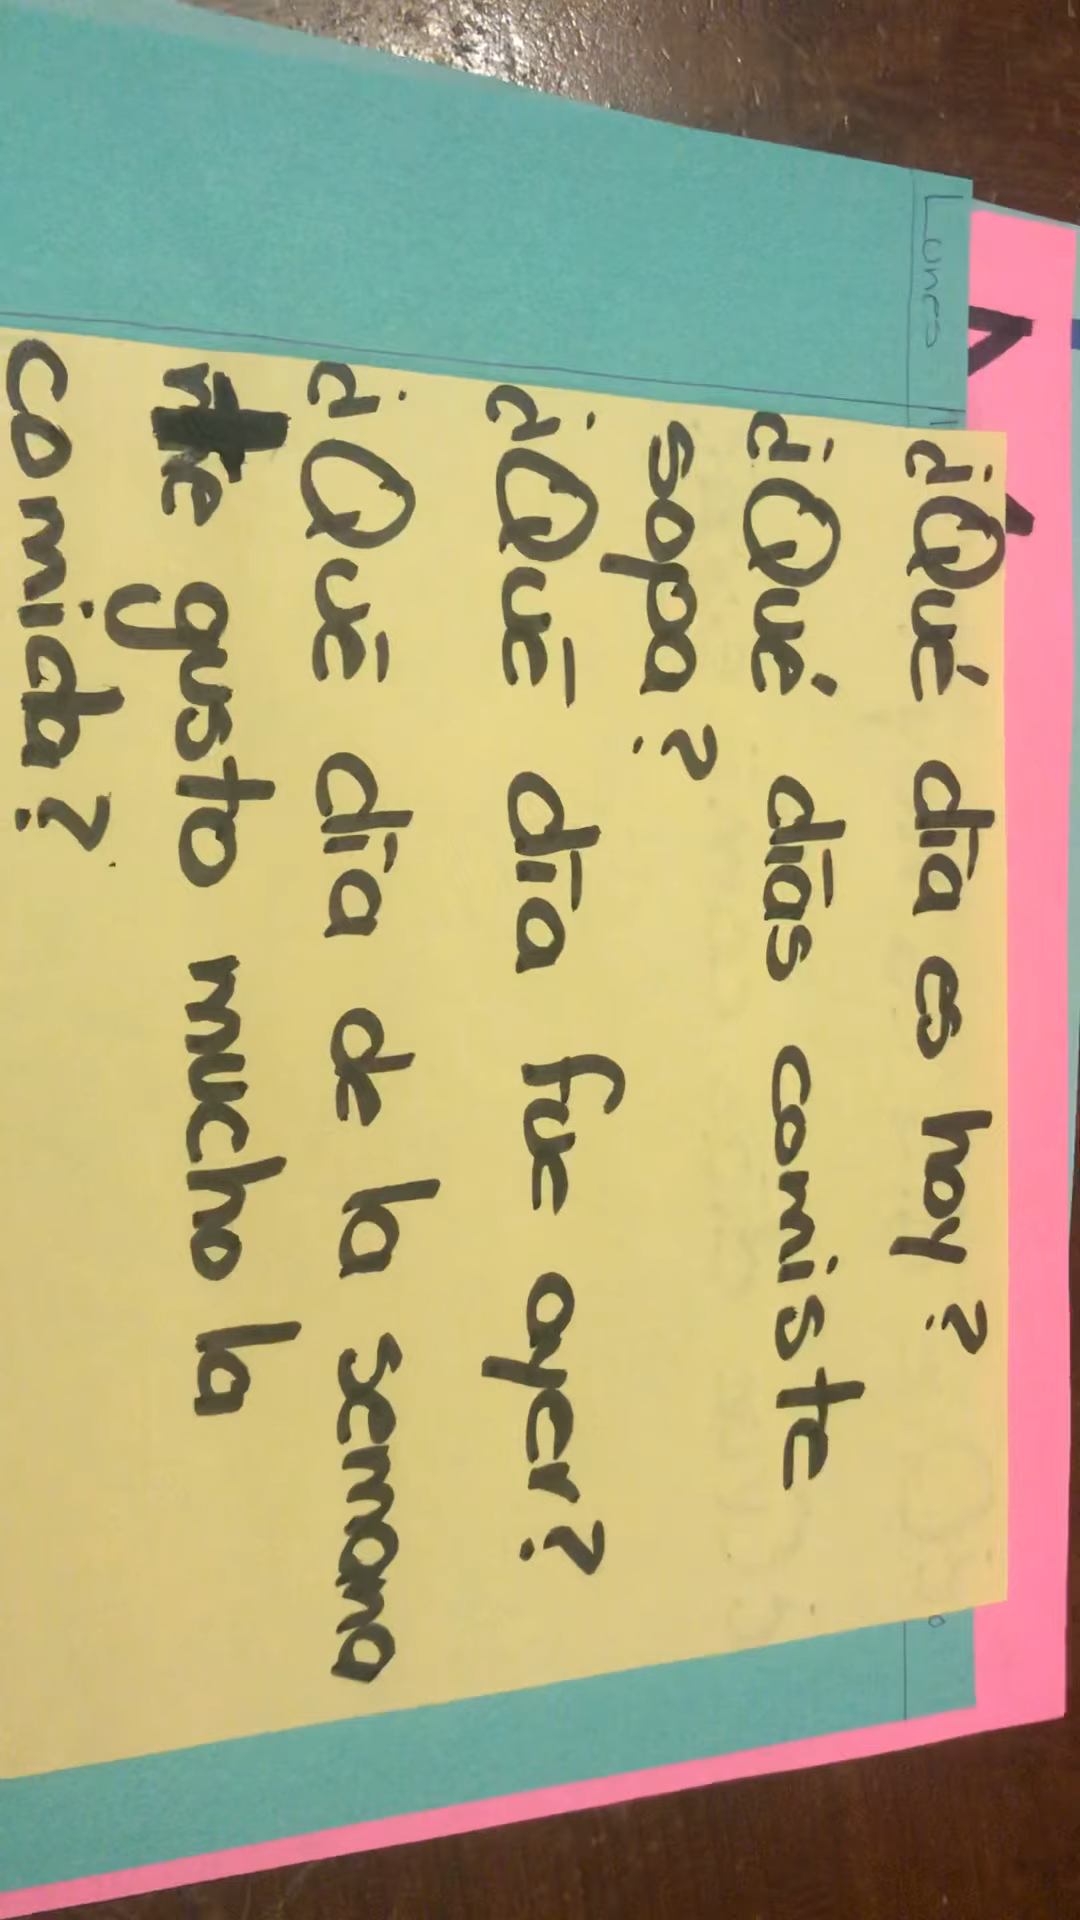 Lunes
¿Qué día es hoy?
¿Qué días comiste
sopa?
¿Qué día fue ayer?
¿Qué día de la semana
te gusto mucho la
comida?